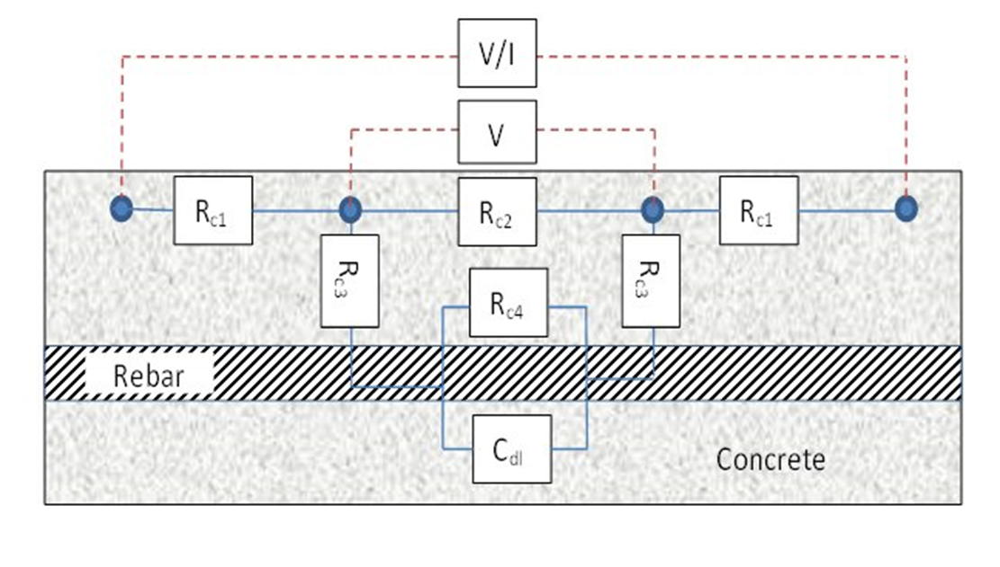 V/I
V
Rc1
Rc2
Rc1
Rc3
Rc3
Rc4
Rebar
Cdl
Concrete